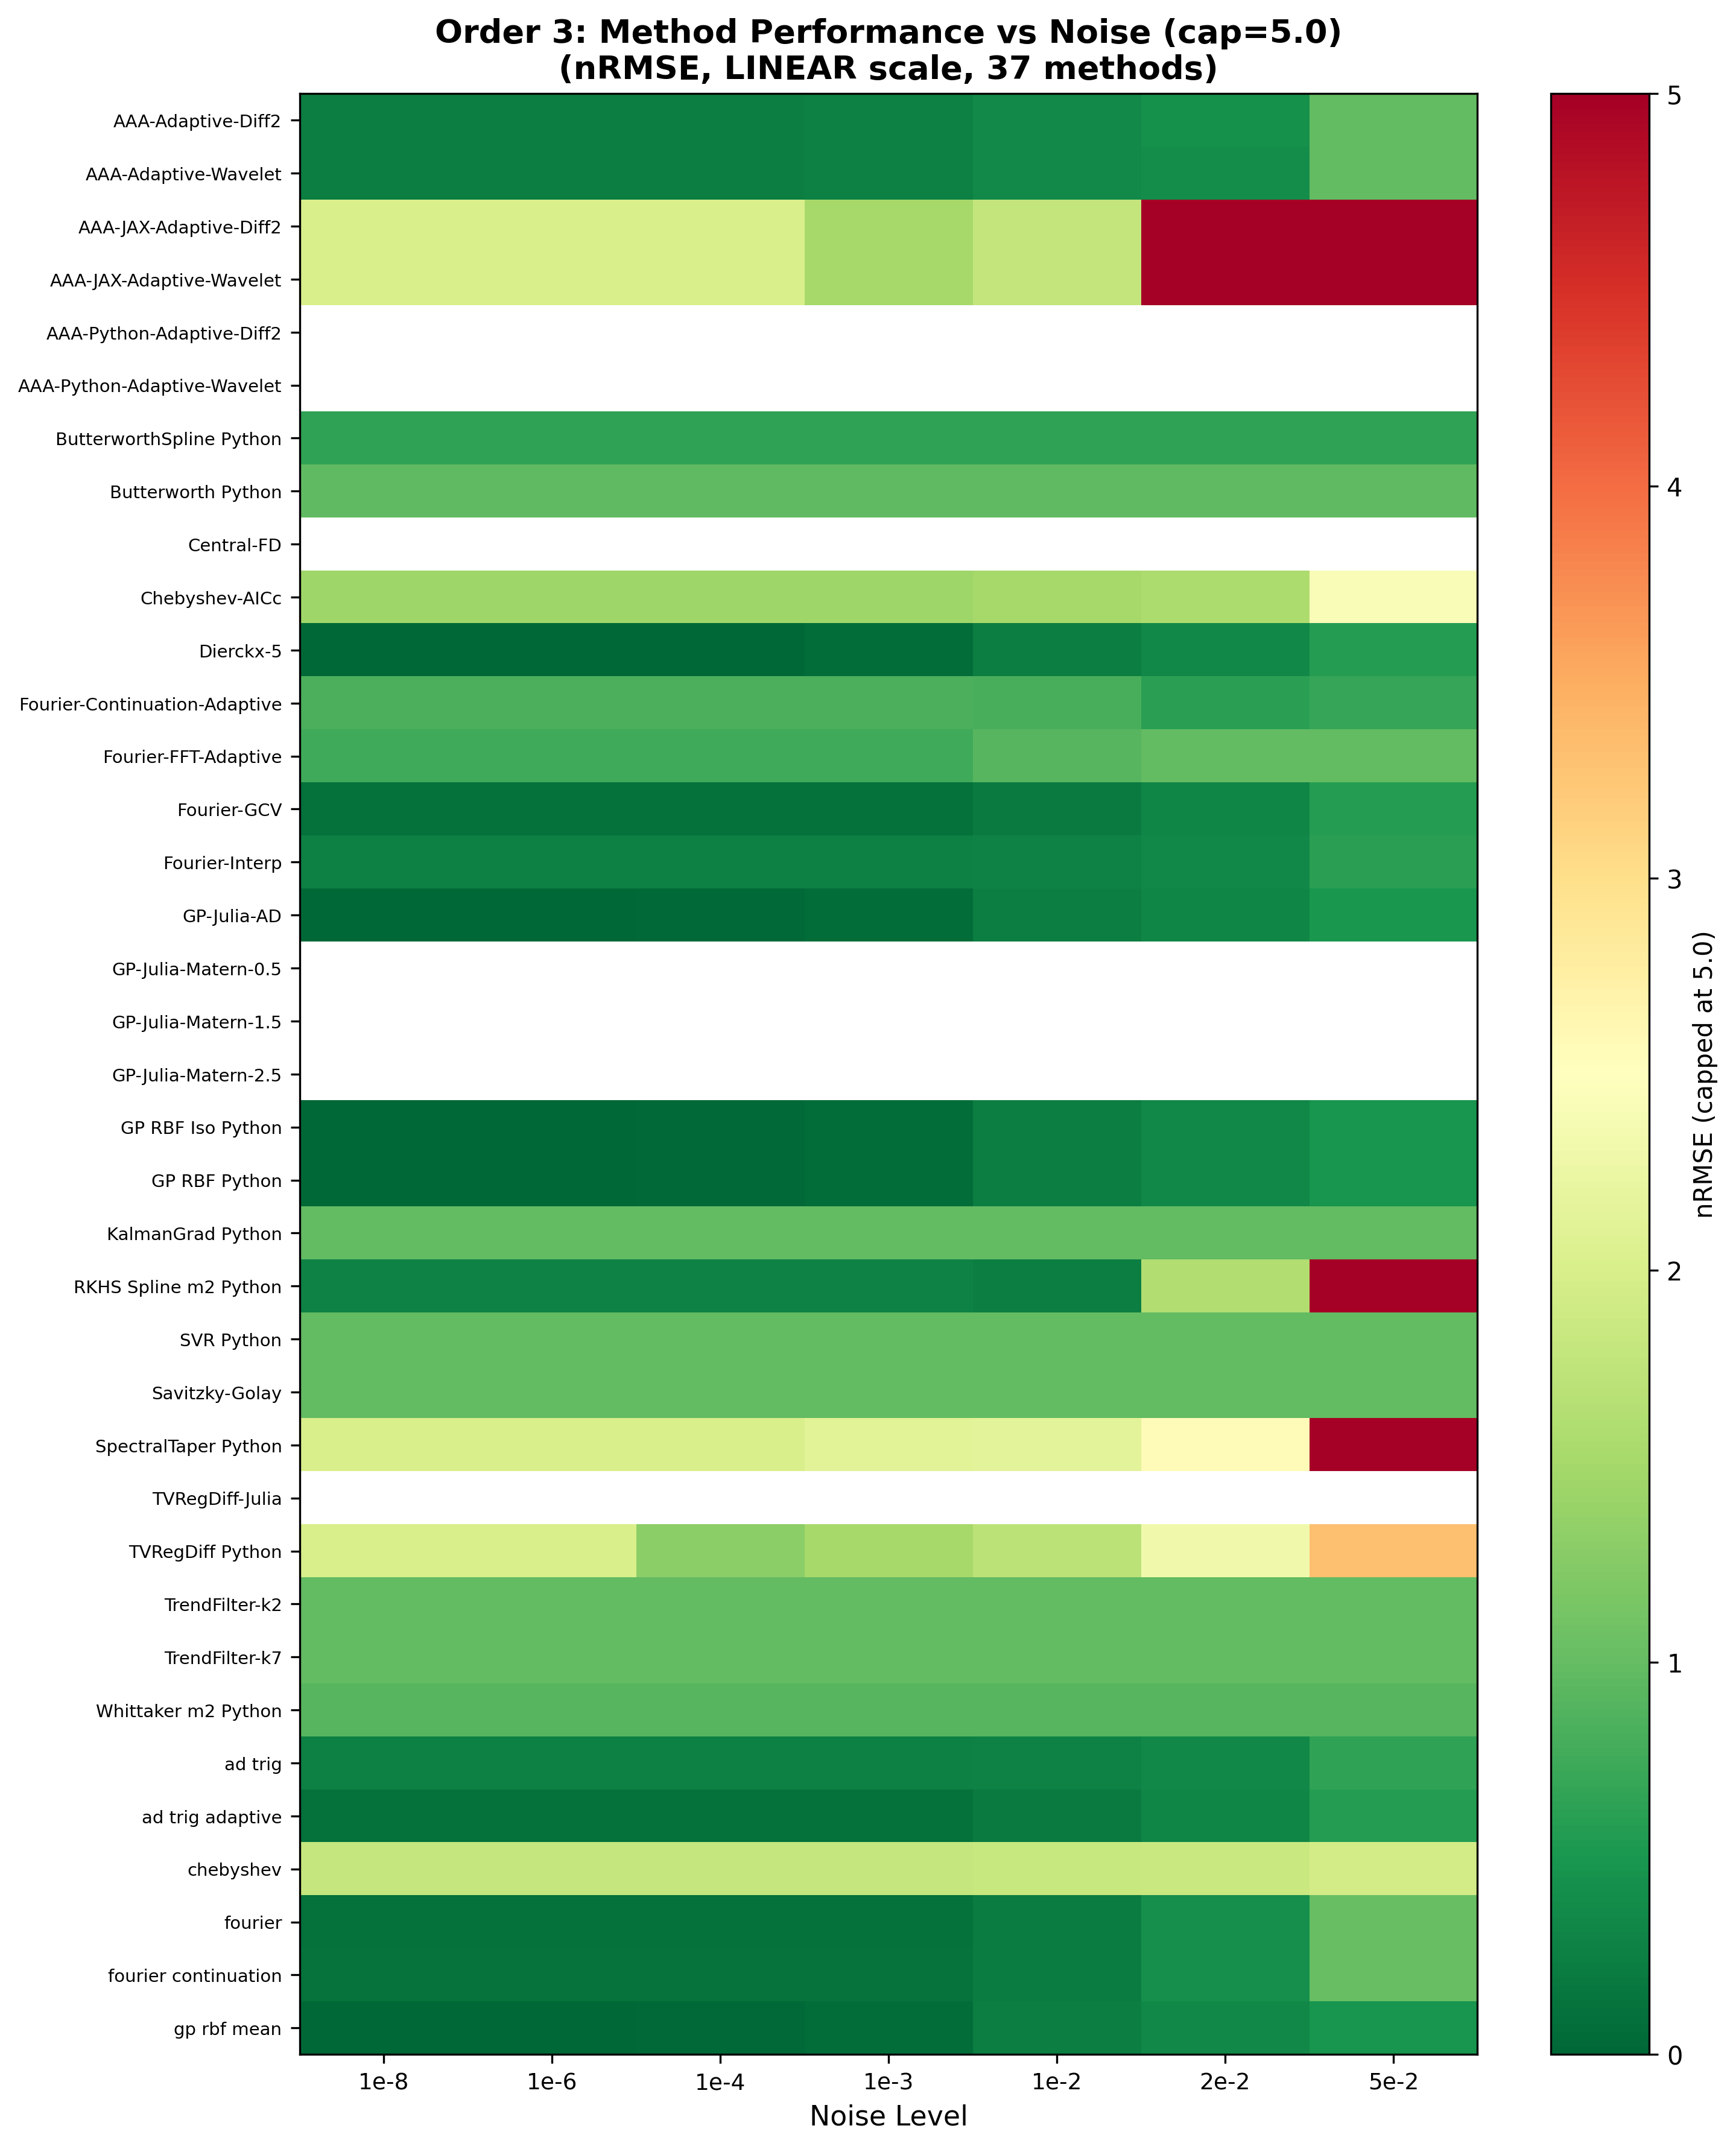 Order 3: Method Performance vs Noise (cap=5.0)
(nRMSE, LINEAR scale, 37 methods)
AAA-Adaptive-Diff2
AAA-Adaptive-Wavelet
AAA-JAX-Adaptive-Diff2
AAA-JAX-Adaptive-Wavelet
AAA-Python-Adaptive-Diff2
AAA-Python-Adaptive-Wavelet
ButterworthSpline Python
Butterworth Python
Central-FD
Chebyshev-AICc
Dierckx-5
Fourier-Continuation-Adaptive
Fourier-FFT-Adaptive
Fourier-GCV
Fourier-Interp
GP-Julia-AD
GP-Julia-Matern-0.5
GP-Julia-Matern-1.5
GP-Julia-Matern-2.5
GP RBF Iso Python
GP RBF Python
KalmanGrad Python
RKHS Spline m2 Python
SVR Python
Savitzky-Golay
SpectralTaper Python
TVRegDiff-Julia
TVRegDiff Python
TrendFilter-k2
TrendFilter-k7
Whittaker m2 Python
ad trig
ad trig adaptive
chebyshev
fourier
fourier continuation
gp rbf mean
1e-8 1e-6 1e-4 1e-3 1e-2 2e-2 5e-2
Noise Level
5
4
3
2
1
0
nRMSE (capped at 5.0)